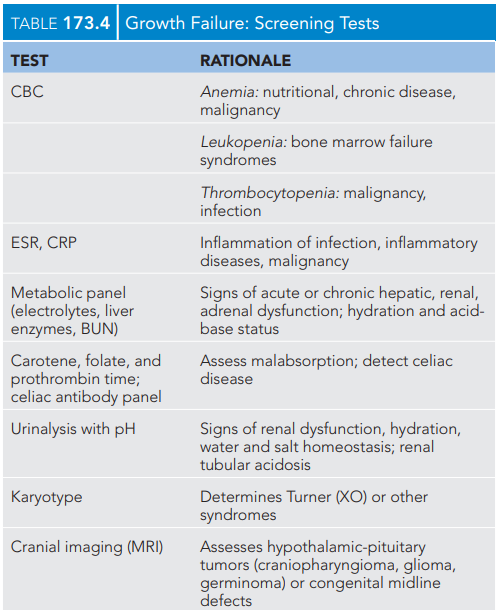 TABLE 173.4 Growth Failure: Screening Tests
TEST RATIONALE
CBC Anemia: nutritional, chronic disease,
malignancy
Leukopenia: bone marrow failure
syndromes
Thrombocytopenia: malignancy,
infection
ESR, CRP Inflammation of infection, inflammatory
diseases, malignancy
Metabolic panel Signs of acute or chronic hepatic, renal,
(electrolytes, liver adrenal dysfunction; hydration and acid-
enzymes, BUN) base status
Carotene, folate, and Assess malabsorption; detect celiac
prothrombin time; disease
celiac antibody panel
Urinalysis with pH Signs of renal dysfunction, hydration,
water and salt homeostasis; renal
tubular acidosis
Karyotype Determines Turner (XO) or other
syndromes
Cranial imaging (MRI) Assesses hypothalamic-pituitary
tumors (craniopharyngioma, glioma,
germinoma) or congenital midline
defects